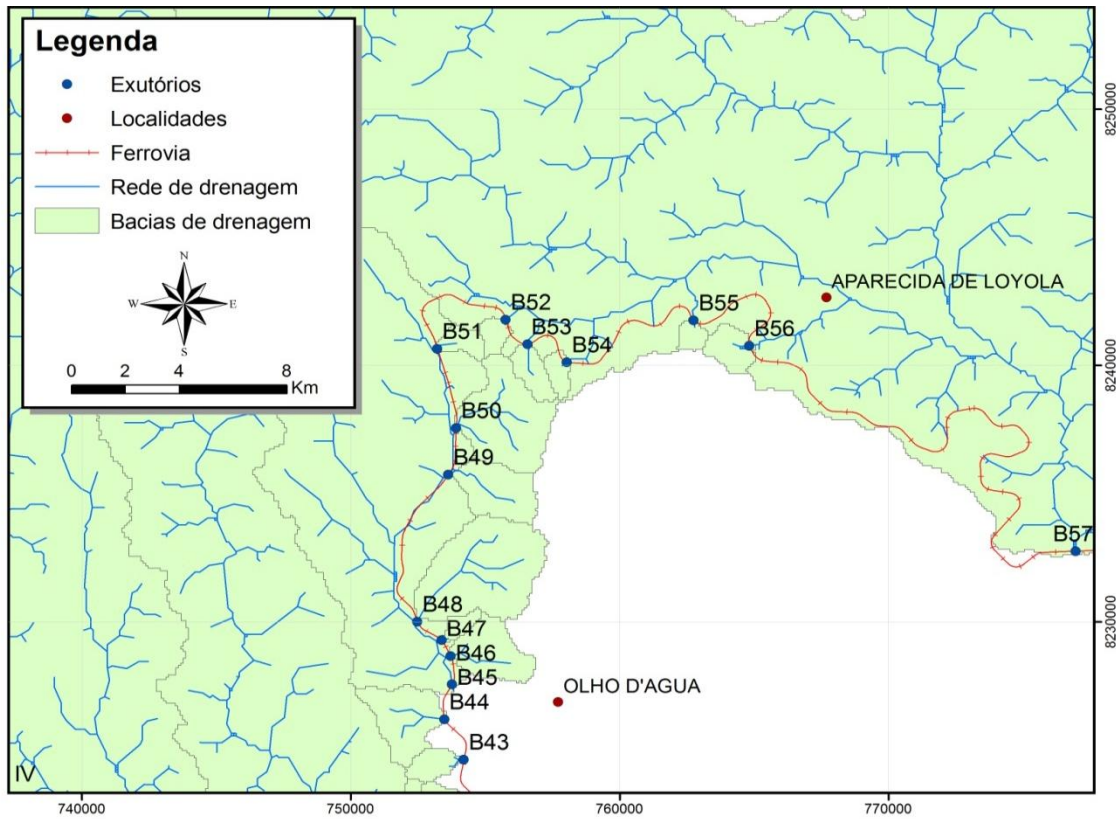 Legenda
Exutórios
Localidades
Ferrovia
Rede de drenagem
Bacias de drenagem
N
W E
S
0 2 4 6 8
Km
8250000
APARECIDA DE LOYOLA
B52
B55
B53
B51
B54
B56
8240000
B50
B49
B57
B48
8230000
B47
B46
B45
OLHO D'AGUA
B44
B43
IV
740000 750000 760000 770000